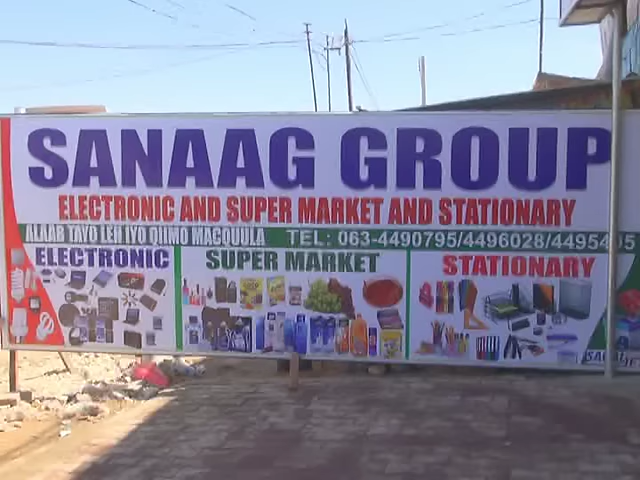 SANAAG GROUP
ELECTRONIC AND SUPER MARKET AND STATIONARY
ALAAB TAYO LEH IYO QIIMO MACQUULA TEL: 063-4490795/4496028/4495
ELECTRONIC
SUPER MARKET
STATIONARY